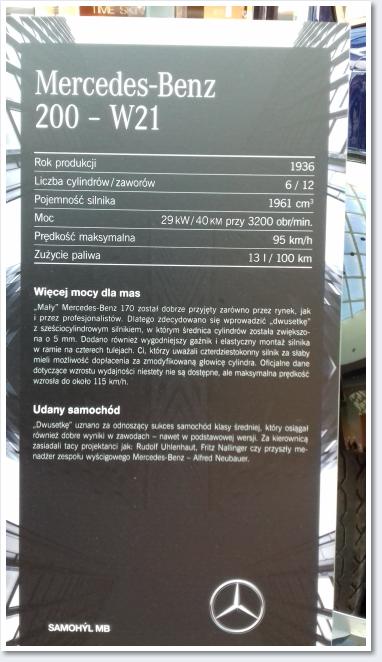 TIME SKIN
Mercedes-Benz
200 – W21
Rok produkcji 1936
Liczba cylindrów/zaworów 6 / 12
Pojemność silnika 1961 cm³
Moc 29 kW/40 KM przy 3200 obr/min.
Prędkość maksymalna 95 km/h
Zużycie paliwa 13 l / 100 km
Więcej mocy dla mas
„Mały” Mercedes-Benz 170 został dobrze przyjęty zarówno przez rynek, jak
i przez profesjonalistów. Dlatego zdecydowano się wprowadzić „dwusetkę”
z sześciocylindrowym silnikiem, w którym średnica cylindrów została zwiększo-
na o 5 mm. Dodano również wygodniejszy gaźnik i elastyczny montaż silnika
w ramie na czterech tulejach. Ci, którzy uważali czterdziestokonny silnik za słaby
mieli możliwość dopłacenia za zmodyfikowaną głowicę cylindra. Oficjalne dane
dotyczące wzrostu wydajności niestety nie są dostępne, ale maksymalna prędkość
wzrosła do około 115 km/h.
Udany samochód
„Dwusetkę” uznano za odnoszący sukces samochód klasy średniej, który osiągał
również dobre wyniki w zawodach – nawet w podstawowej wersji. Za kierownicą
zasiadali tacy projektanci jak: Rudolf Uhlenhaut, Fritz Nallinger czy przyszły me-
nadżer zespołu wyścigowego Mercedes-Benz – Alfred Neubauer.
SAMOHÝL MB